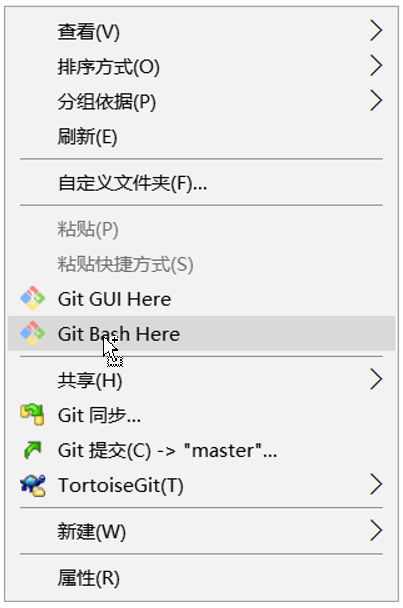 查看(V)
排序方式(O)
分组依据(P)
刷新(E)
自定义文件夹(F)...
粘贴(P)
粘贴快捷方式(S)
Git GUI Here
Git Bash Here
共享(H)
Git 同步...
Git 提交(C) -> "master"...
TortoiseGit(T)
新建(W)
属性(R)